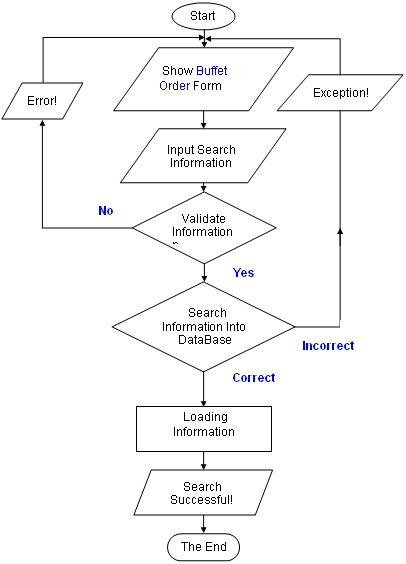 Start
Show Buffet
Order Form
Error!
Exception!
Input Search
Information
No
Validate
Information
Yes
Search
Information Into
DataBase
Incorrect
Correct
Loading
Information
Search
Successful!
The End